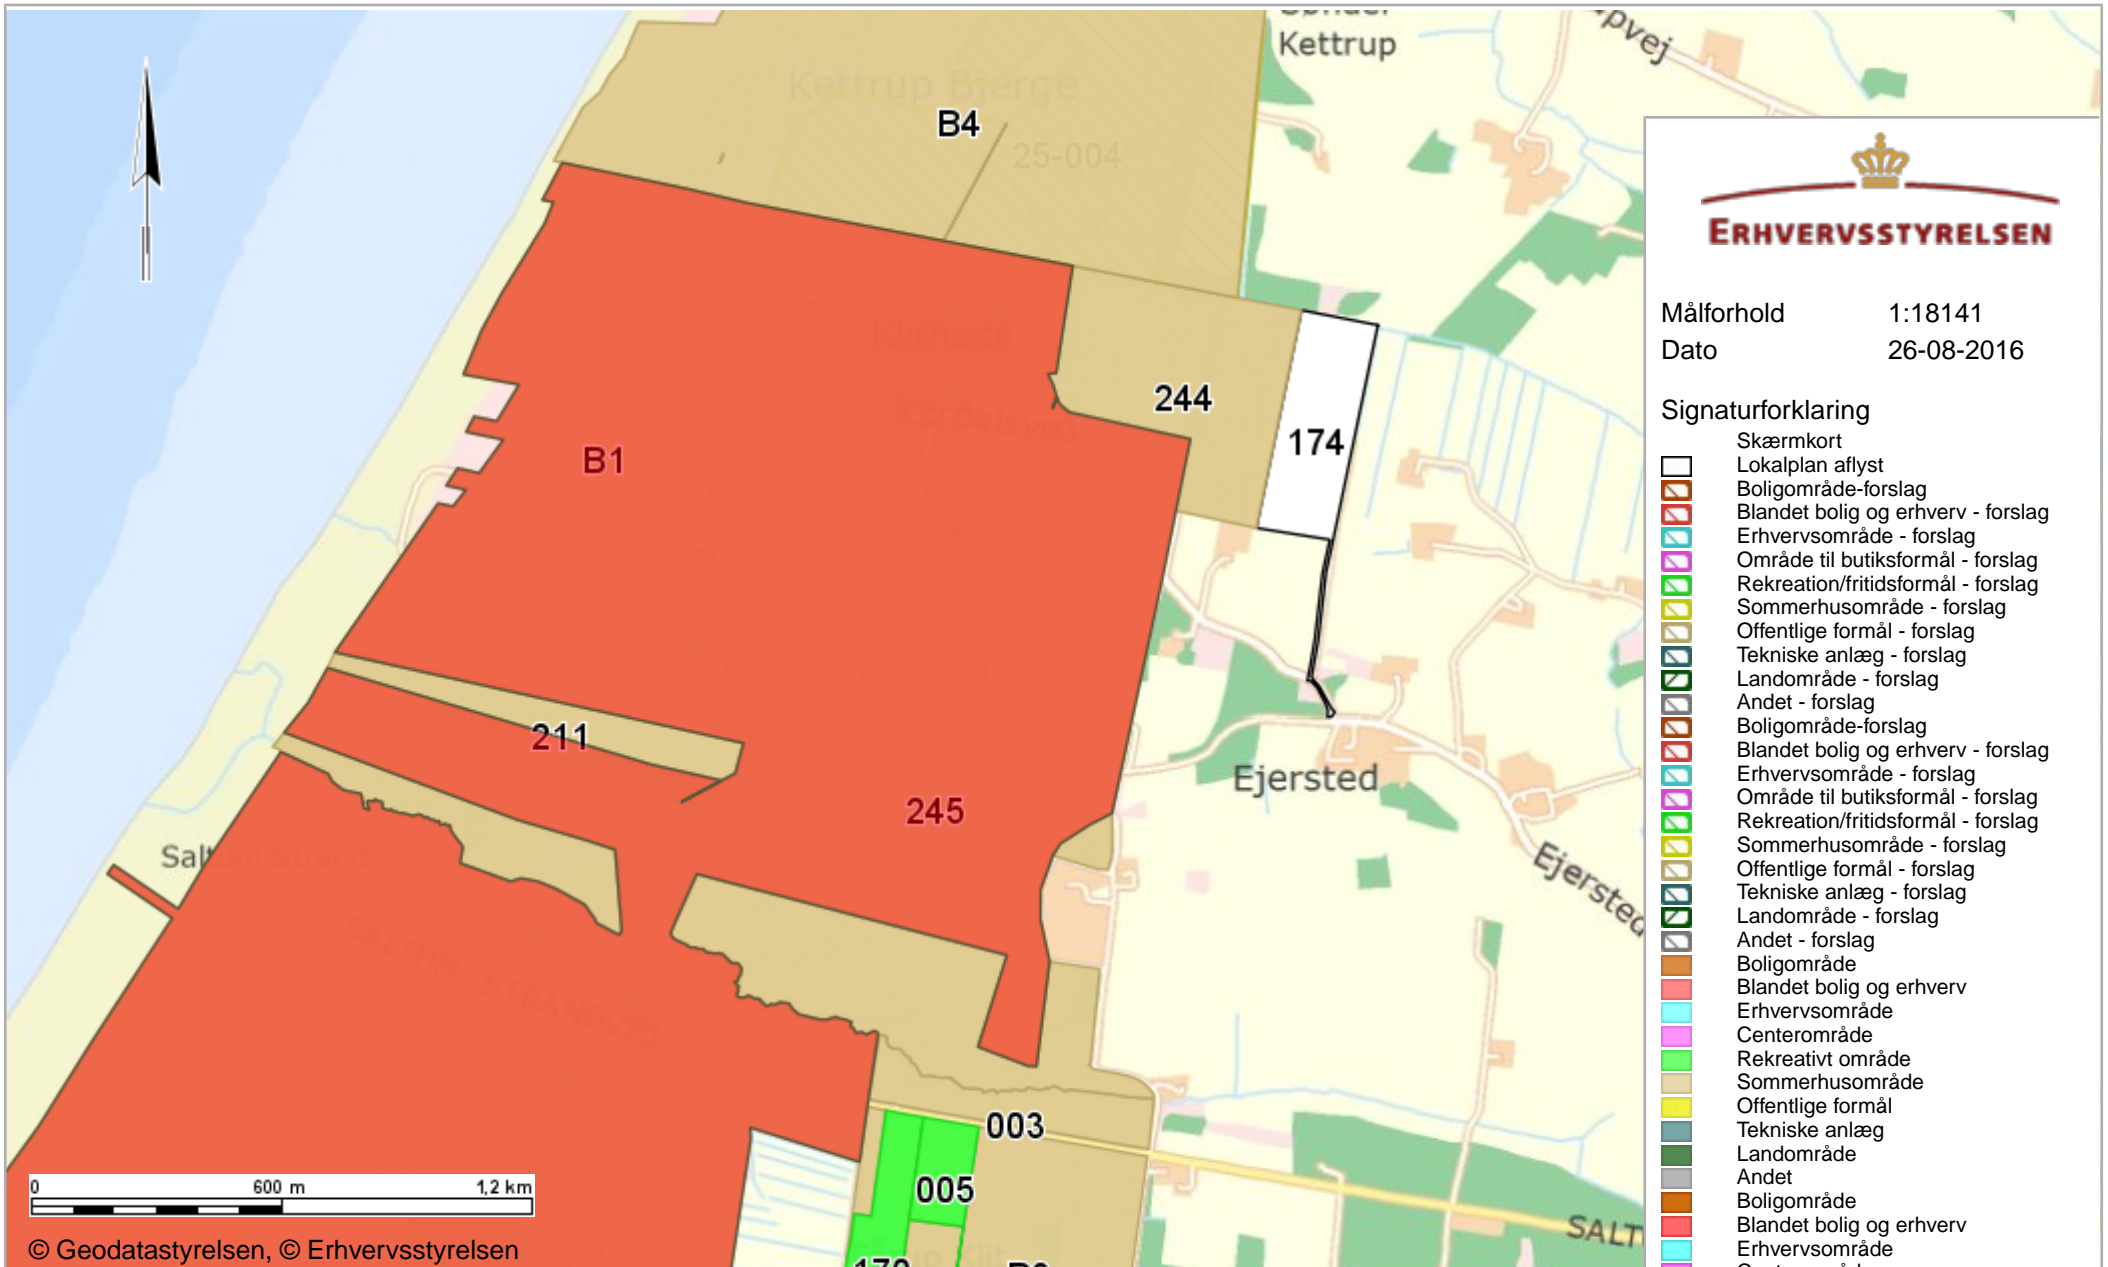 Kettrup
Kettrup Bjerge
B4
25-004
ERHVERVSSTYRELSEN
Målforhold 1:18141
Dato 26-08-2016
Klithuse
244
174
Kordalsvej
B1
211
245
Ejersted
Saltum Strand
SALTUM STRANDVEJ
Ejersted
003
005
SALT
0 600 m 1,2 km
© Geodatastyrelsen, © Erhvervsstyrelsen
Signaturforklaring
Skærmkort
Lokalplan aflyst
Boligområde-forslag
Blandet bolig og erhverv - forslag
Erhvervsområde - forslag
Område til butiksformål - forslag
Rekreation/fritidsformål - forslag
Sommerhusområde - forslag
Offentlige formål - forslag
Tekniske anlæg - forslag
Landområde - forslag
Andet - forslag
Boligområde-forslag
Blandet bolig og erhverv - forslag
Erhvervsområde - forslag
Område til butiksformål - forslag
Rekreation/fritidsformål - forslag
Sommerhusområde - forslag
Offentlige formål - forslag
Tekniske anlæg - forslag
Landområde - forslag
Andet - forslag
Boligområde
Blandet bolig og erhverv
Erhvervsområde
Centerområde
Rekreativt område
Sommerhusområde
Offentlige formål
Tekniske anlæg
Landområde
Andet
Boligområde
Blandet bolig og erhverv
Erhvervsområde